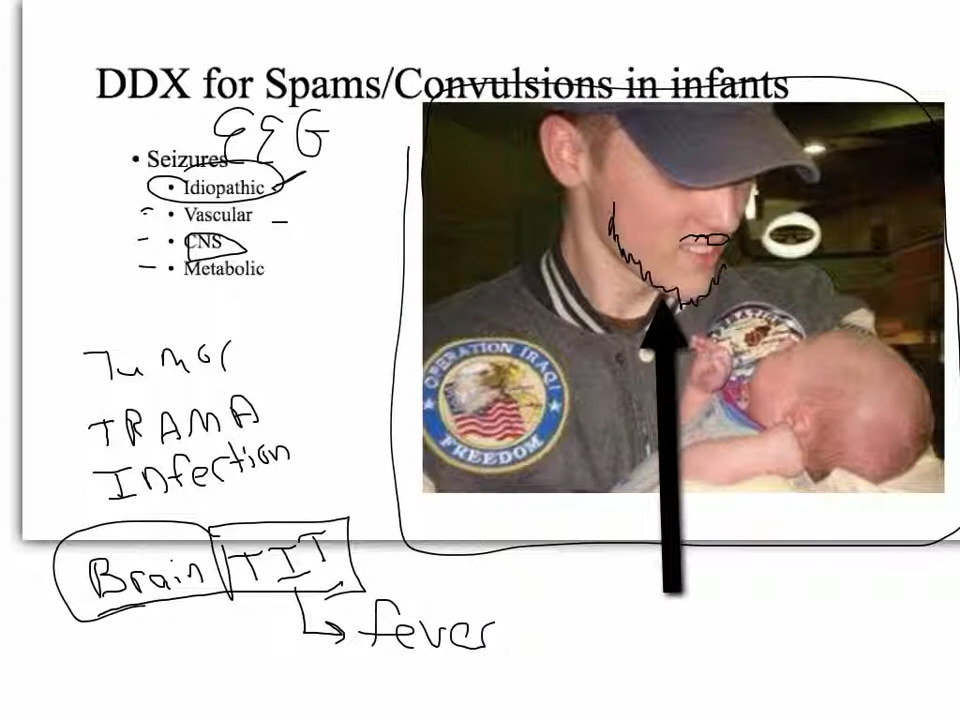 DDX for Spams/Convulsions in infants
EEG
• Seizures
• Idiopathic
• Vascular
• CNS
• Metabolic
Tumor
TRAMA
Infection
Brain TIT
fever
OPERATION IRAQI
FREEDOM